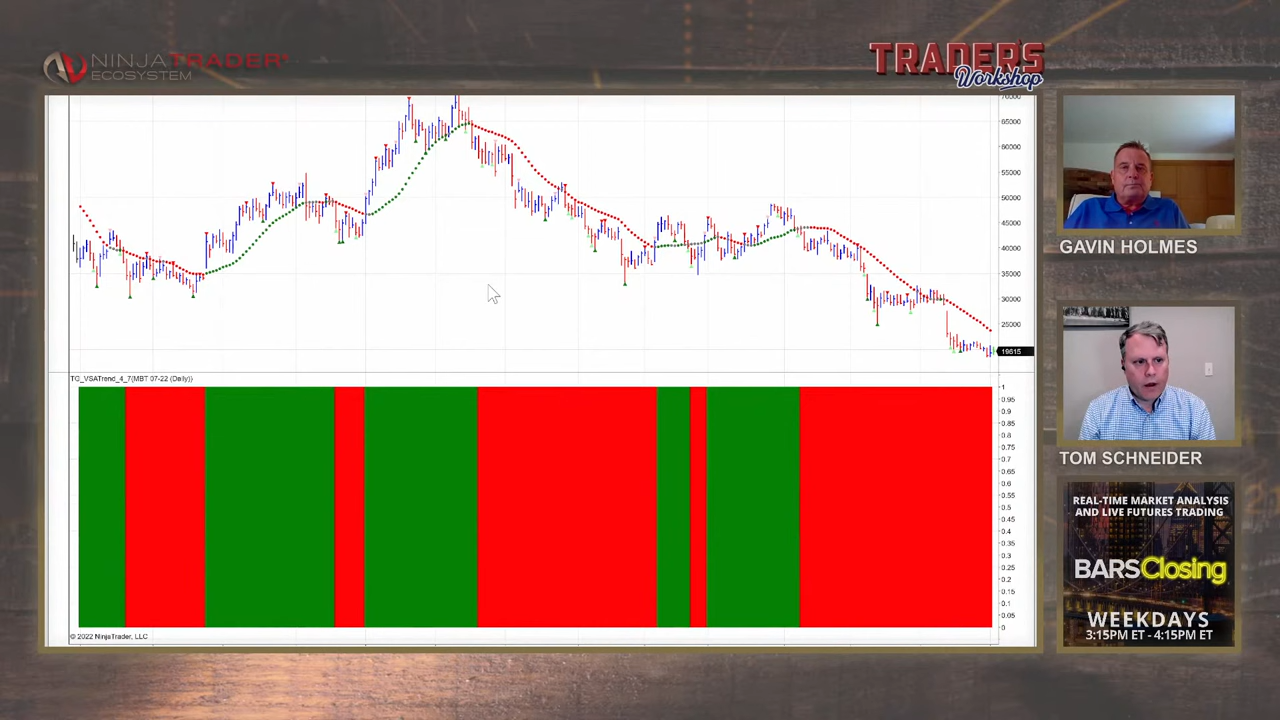 NINJATRADER
ECOSYSTEM
TRADERS
Workshop
70000
65000
60000
55000
50000
45000
40000
35000
30000
25000
19615
TG_VSATrend_4_7(MBT 07-22 (Daily))
1
0.95
0.9
0.85
0.8
0.75
0.7
0.65
0.6
0.55
0.5
0.45
0.4
0.35
0.3
0.25
0.2
0.15
0.1
0.05
0
© 2022 NinjaTrader, LLC
GAVIN HOLMES
TOM SCHNEIDER
REAL-TIME MARKET ANALYSIS
AND LIVE FUTURES TRADING
BARSClosing
WEEKDAYS
3:15PM ET - 4:15PM ET